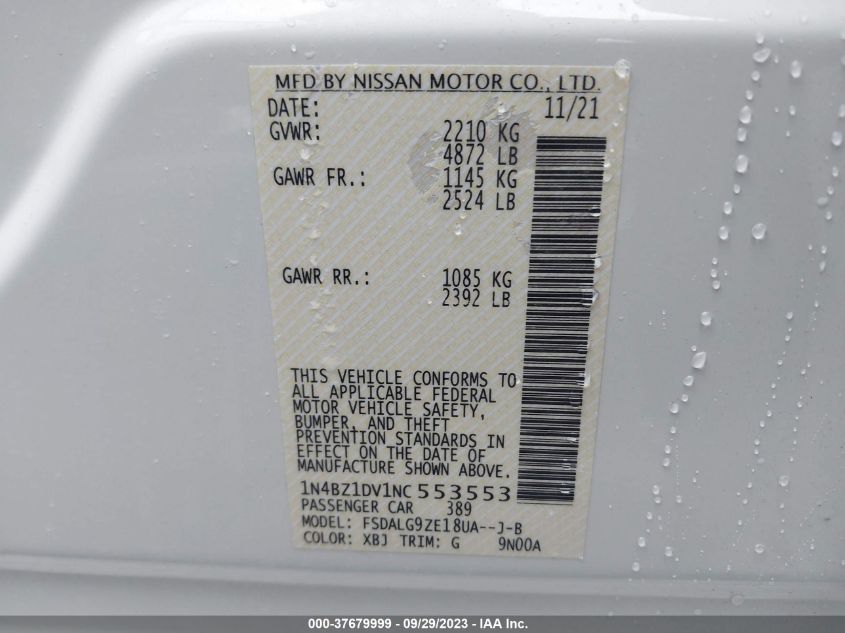 MFD BY NISSAN MOTOR CO., LTD.
DATE: 11/21
GVWR: 2210 KG
4872 LB
GAWR FR.: 1145 KG
2524 LB
GAWR RR.: 1085 KG
2392 LB
THIS VEHICLE CONFORMS TO
ALL APPLICABLE FEDERAL
MOTOR VEHICLE SAFETY,
BUMPER, AND THEFT
PREVENTION STANDARDS IN
EFFECT ON THE DATE OF
MANUFACTURE SHOWN ABOVE.
1N4BZ1DV1NC553553
PASSENGER CAR 389
MODEL: FSDALG9ZE18UA--J-B
COLOR: XBJ TRIM: G 9N00A
000-37679999 - 09/29/2023 - IAA Inc.